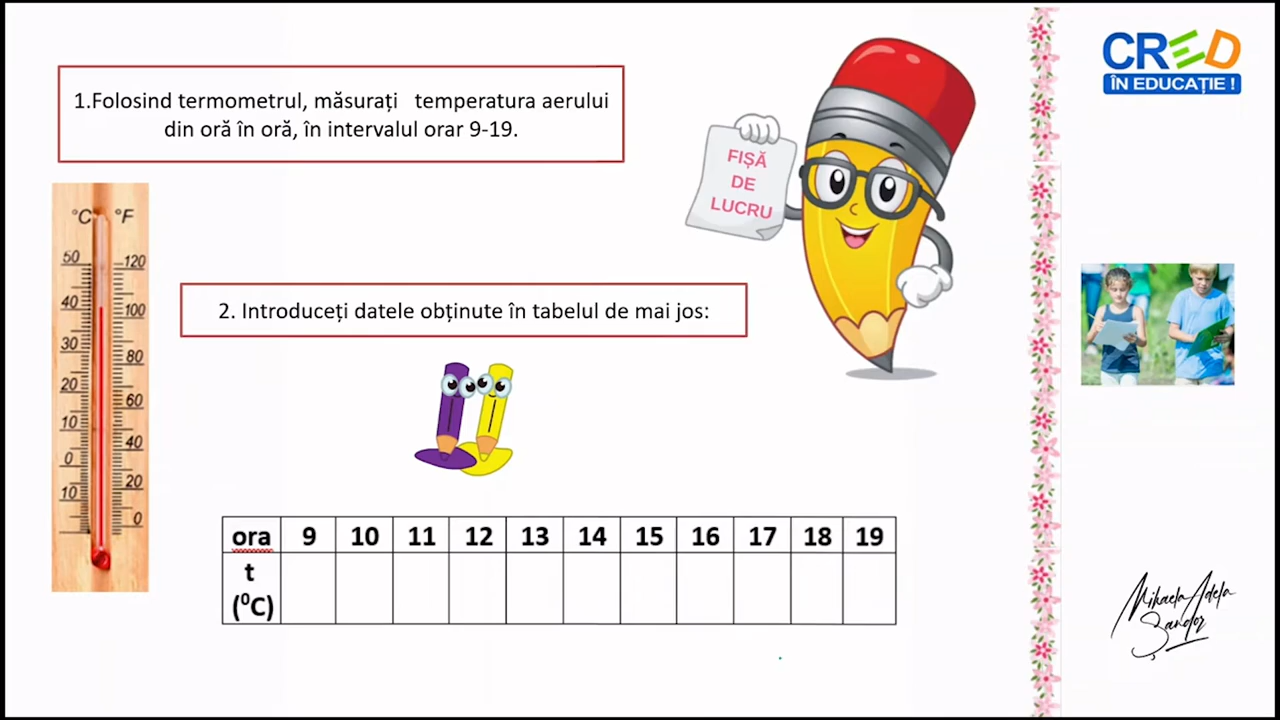 1.Folosind termometrul, măsurați temperatura aerului
din oră în oră, în intervalul orar 9-19.
FIȘĂ
DE
LUCRU
CRED
ÎN EDUCAȚIE !
°C °F
50 120
40 100
30 80
20 60
10 40
0 20
10 0
2. Introduceți datele obținute în tabelul de mai jos:
ora 9 10 11 12 13 14 15 16 17 18 19
t
(⁰C)
Mihaela Adela
Șandor